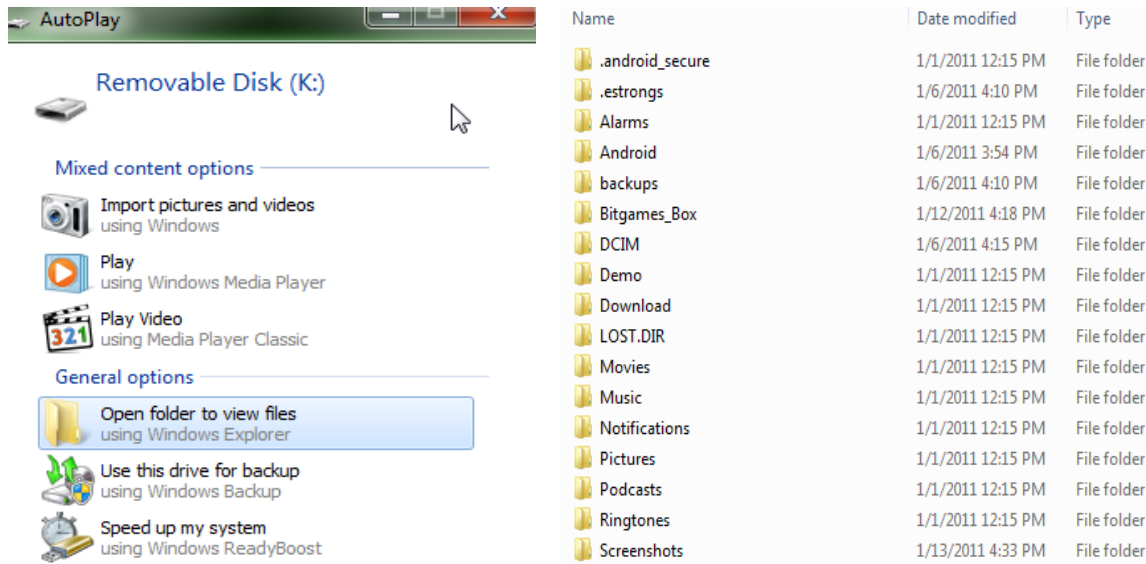 AutoPlay
Removable Disk (K:)
Mixed content options
Import pictures and videos
using Windows
Play
using Windows Media Player
Play Video
321
using Media Player Classic
General options
Open folder to view files
using Windows Explorer
Use this drive for backup
using Windows Backup
Speed up my system
using Windows ReadyBoost
Name Date modified Type
.android_secure 1/1/2011 12:15 PM File folder
.estrongs 1/6/2011 4:10 PM File folder
Alarms 1/1/2011 12:15 PM File folder
Android 1/6/2011 3:54 PM File folder
backups 1/6/2011 4:10 PM File folder
Bitgames_Box 1/12/2011 4:18 PM File folder
DCIM 1/6/2011 4:15 PM File folder
Demo 1/1/2011 12:15 PM File folder
Download 1/1/2011 12:15 PM File folder
LOST.DIR 1/1/2011 12:15 PM File folder
Movies 1/1/2011 12:15 PM File folder
Music 1/1/2011 12:15 PM File folder
Notifications 1/1/2011 12:15 PM File folder
Pictures 1/1/2011 12:15 PM File folder
Podcasts 1/1/2011 12:15 PM File folder
Ringtones 1/1/2011 12:15 PM File folder
Screenshots 1/13/2011 4:33 PM File folder